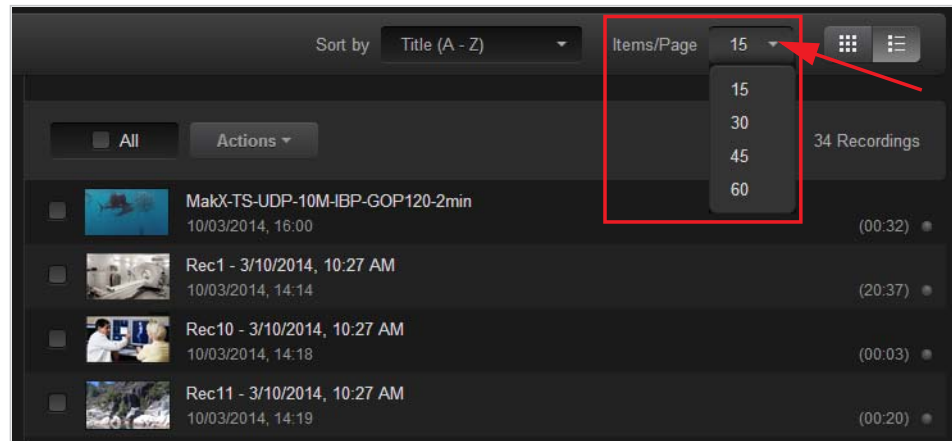 Sort by Title (A - Z) Items/Page 15
15
30
45
60
All Actions 34 Recordings
MakX-TS-UDP-10M-IBP-GOP120-2min
10/03/2014, 16:00 (00:32)
Rec1 - 3/10/2014, 10:27 AM
10/03/2014, 14:14 (20:37)
Rec10 - 3/10/2014, 10:27 AM
10/03/2014, 14:18 (00:03)
Rec11 - 3/10/2014, 10:27 AM
10/03/2014, 14:19 (00:20)